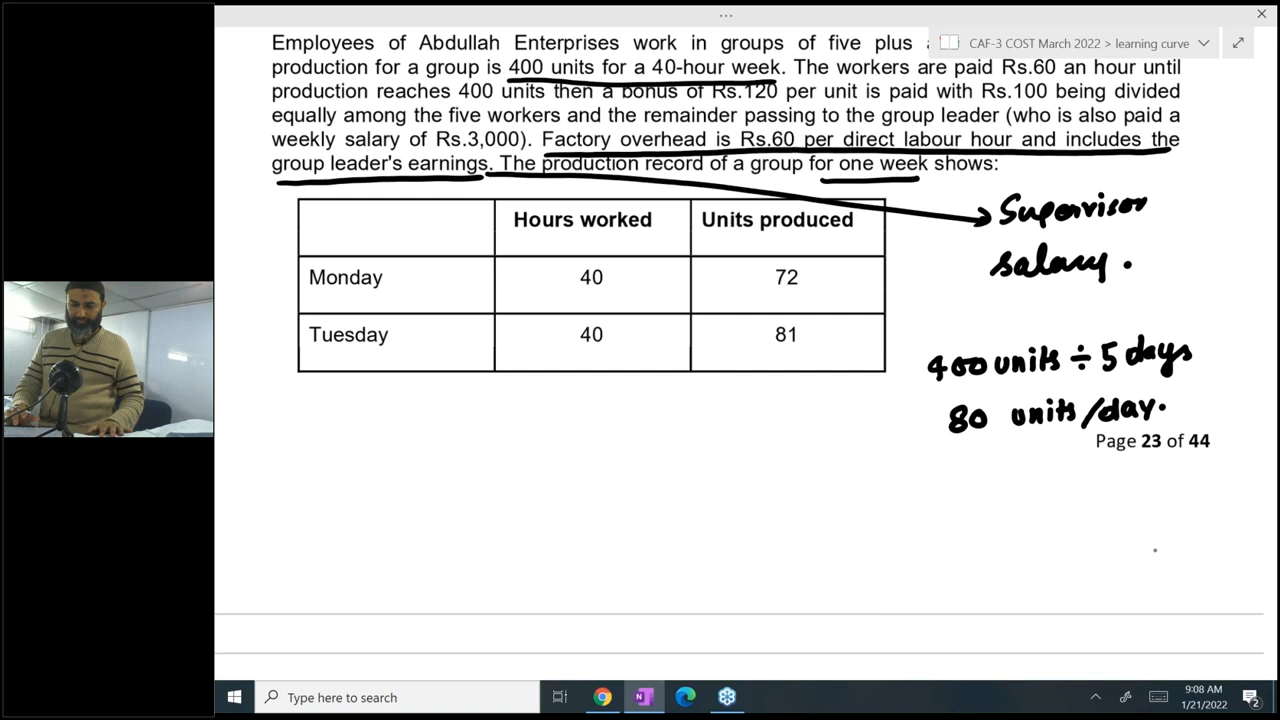 CAF-3 COST March 2022 > learning curve
Employees of Abdullah Enterprises work in groups of five plus
production for a group is 400 units for a 40-hour week. The workers are paid Rs.60 an hour until
production reaches 400 units then a bonus of Rs.120 per unit is paid with Rs.100 being divided
equally among the five workers and the remainder passing to the group leader (who is also paid a
weekly salary of Rs.3,000). Factory overhead is Rs.60 per direct labour hour and includes the
group leader's earnings. The production record of a group for one week shows:
Hours worked Units produced
Monday 40 72
Tuesday 40 81
Supervisor
salary.
400 units ÷ 5 days
80 units/day.
Page 23 of 44
Type here to search
9:08 AM
1/21/2022
2